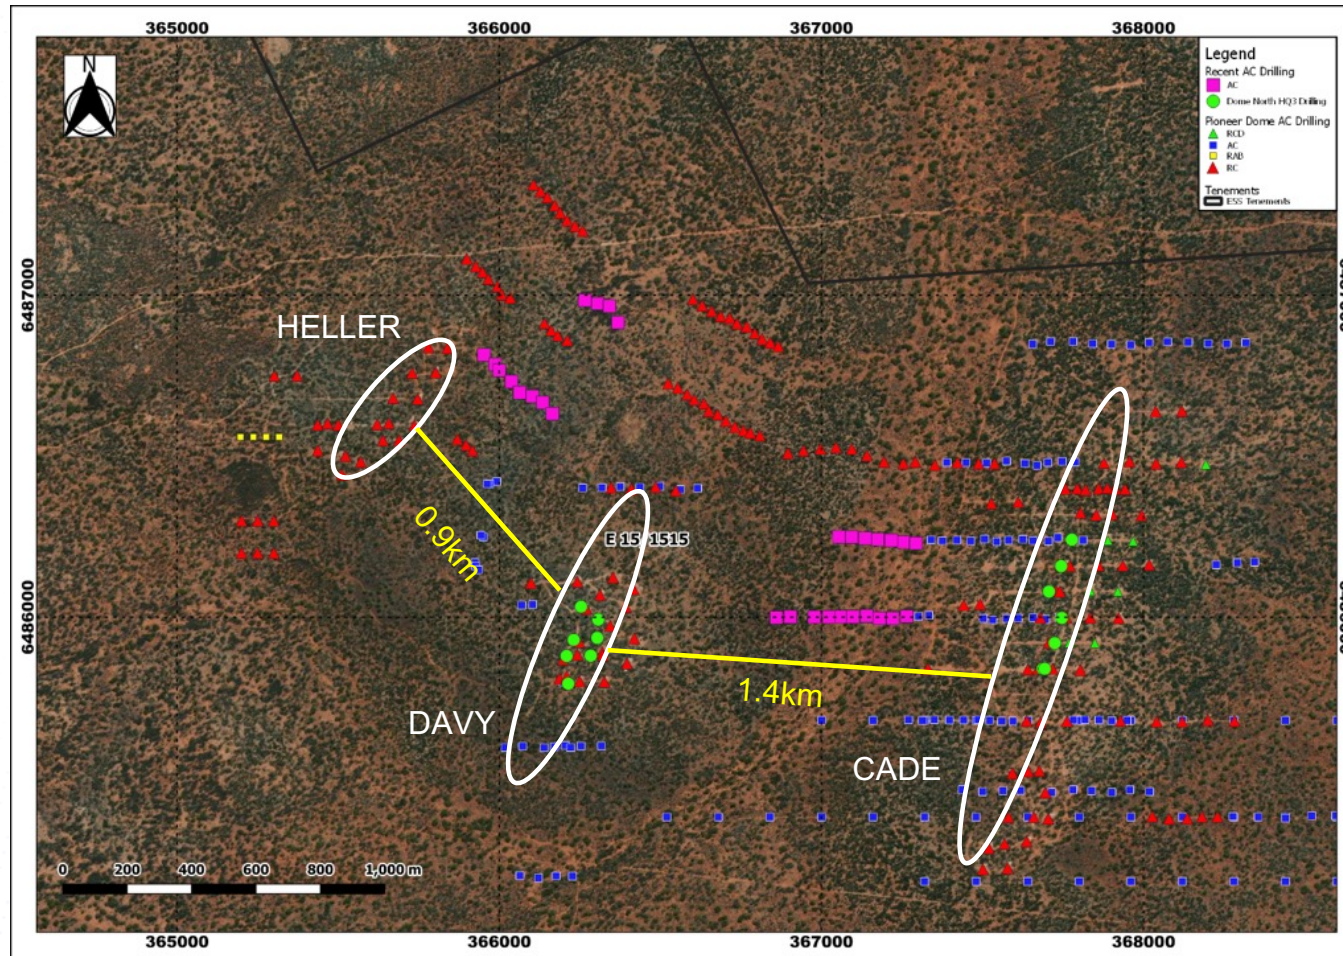 365000 366000 367000 368000
N
Legend
Recent AC Drilling
AC
Dome North HQ3 Drilling
Pioneer Dome AC Drilling
RCD
AC
RAB
RC
Tenements
ESS Tenements
6487000
HELLER
0.9km
6486000
DAVY
1.4km
CADE
0 200 400 600 800 1,000 m
365000 366000 367000 368000